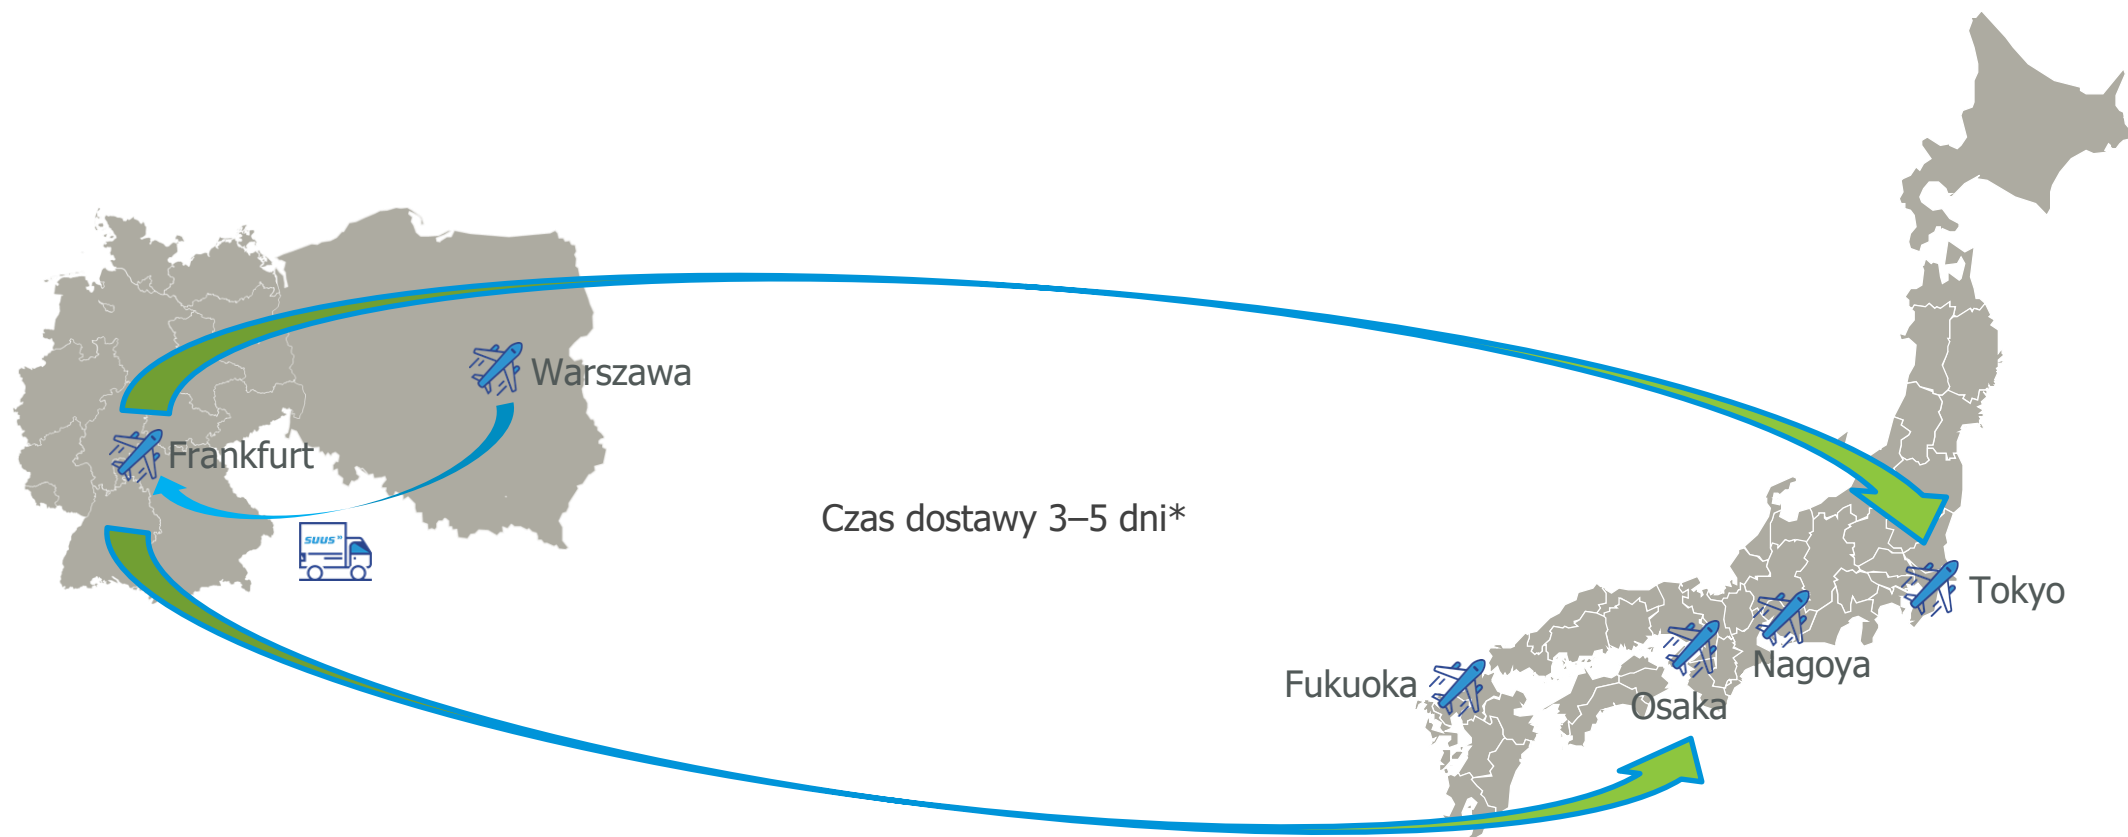 Warszawa
Frankfurt
Czas dostawy 3–5 dni*
suus"
Tokyo
Nagoya
Fukuoka
Osaka